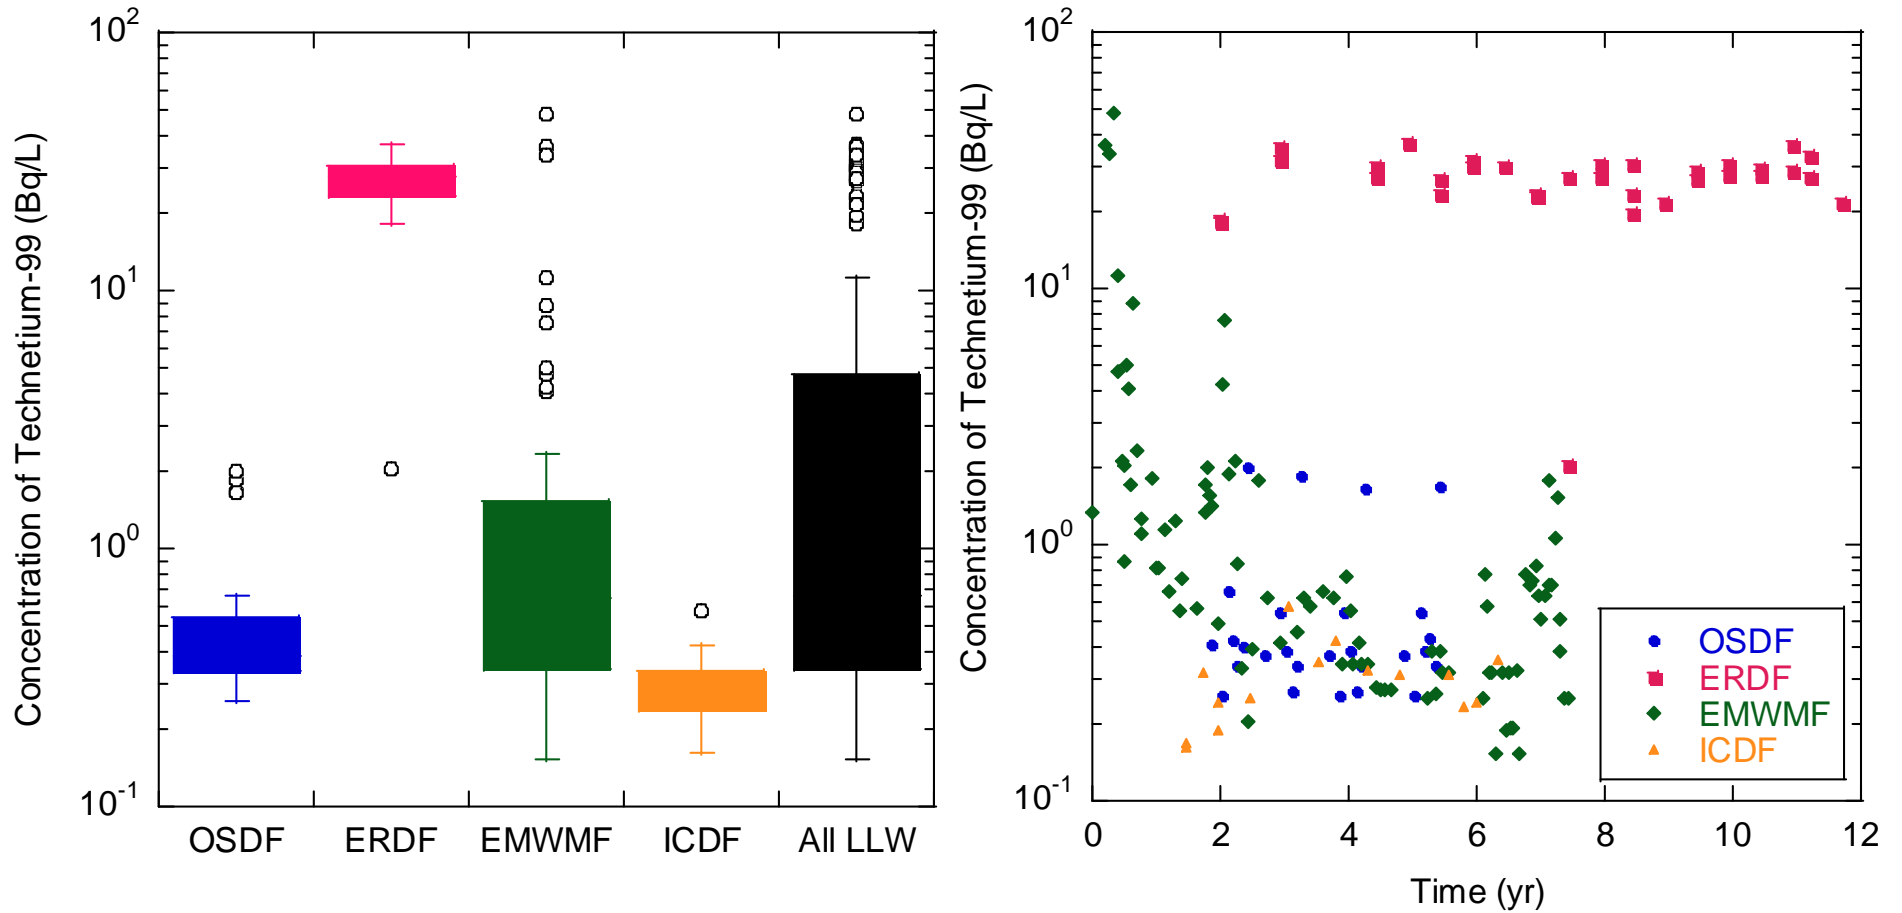 Concentration of Technetium-99 (Bq/L)
10^2
10^1
10^0
10^-1
OSDF ERDF EMWMF ICDF All LLW
Concentration of Technetium-99 (Bq/L)
10^2
10^1
10^0
10^-1
0 2 4 6 8 10 12
Time (yr)
OSDF
ERDF
EMWMF
ICDF